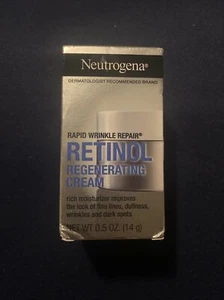 Neutrogena®
DERMATOLOGIST RECOMMENDED BRAND
RAPID WRINKLE REPAIR®
RETINOL
REGENERATING
CREAM
rich moisturizer improves
the look of fine lines, dullness,
wrinkles and dark spots
NET WT 0.5 OZ. (14 g)